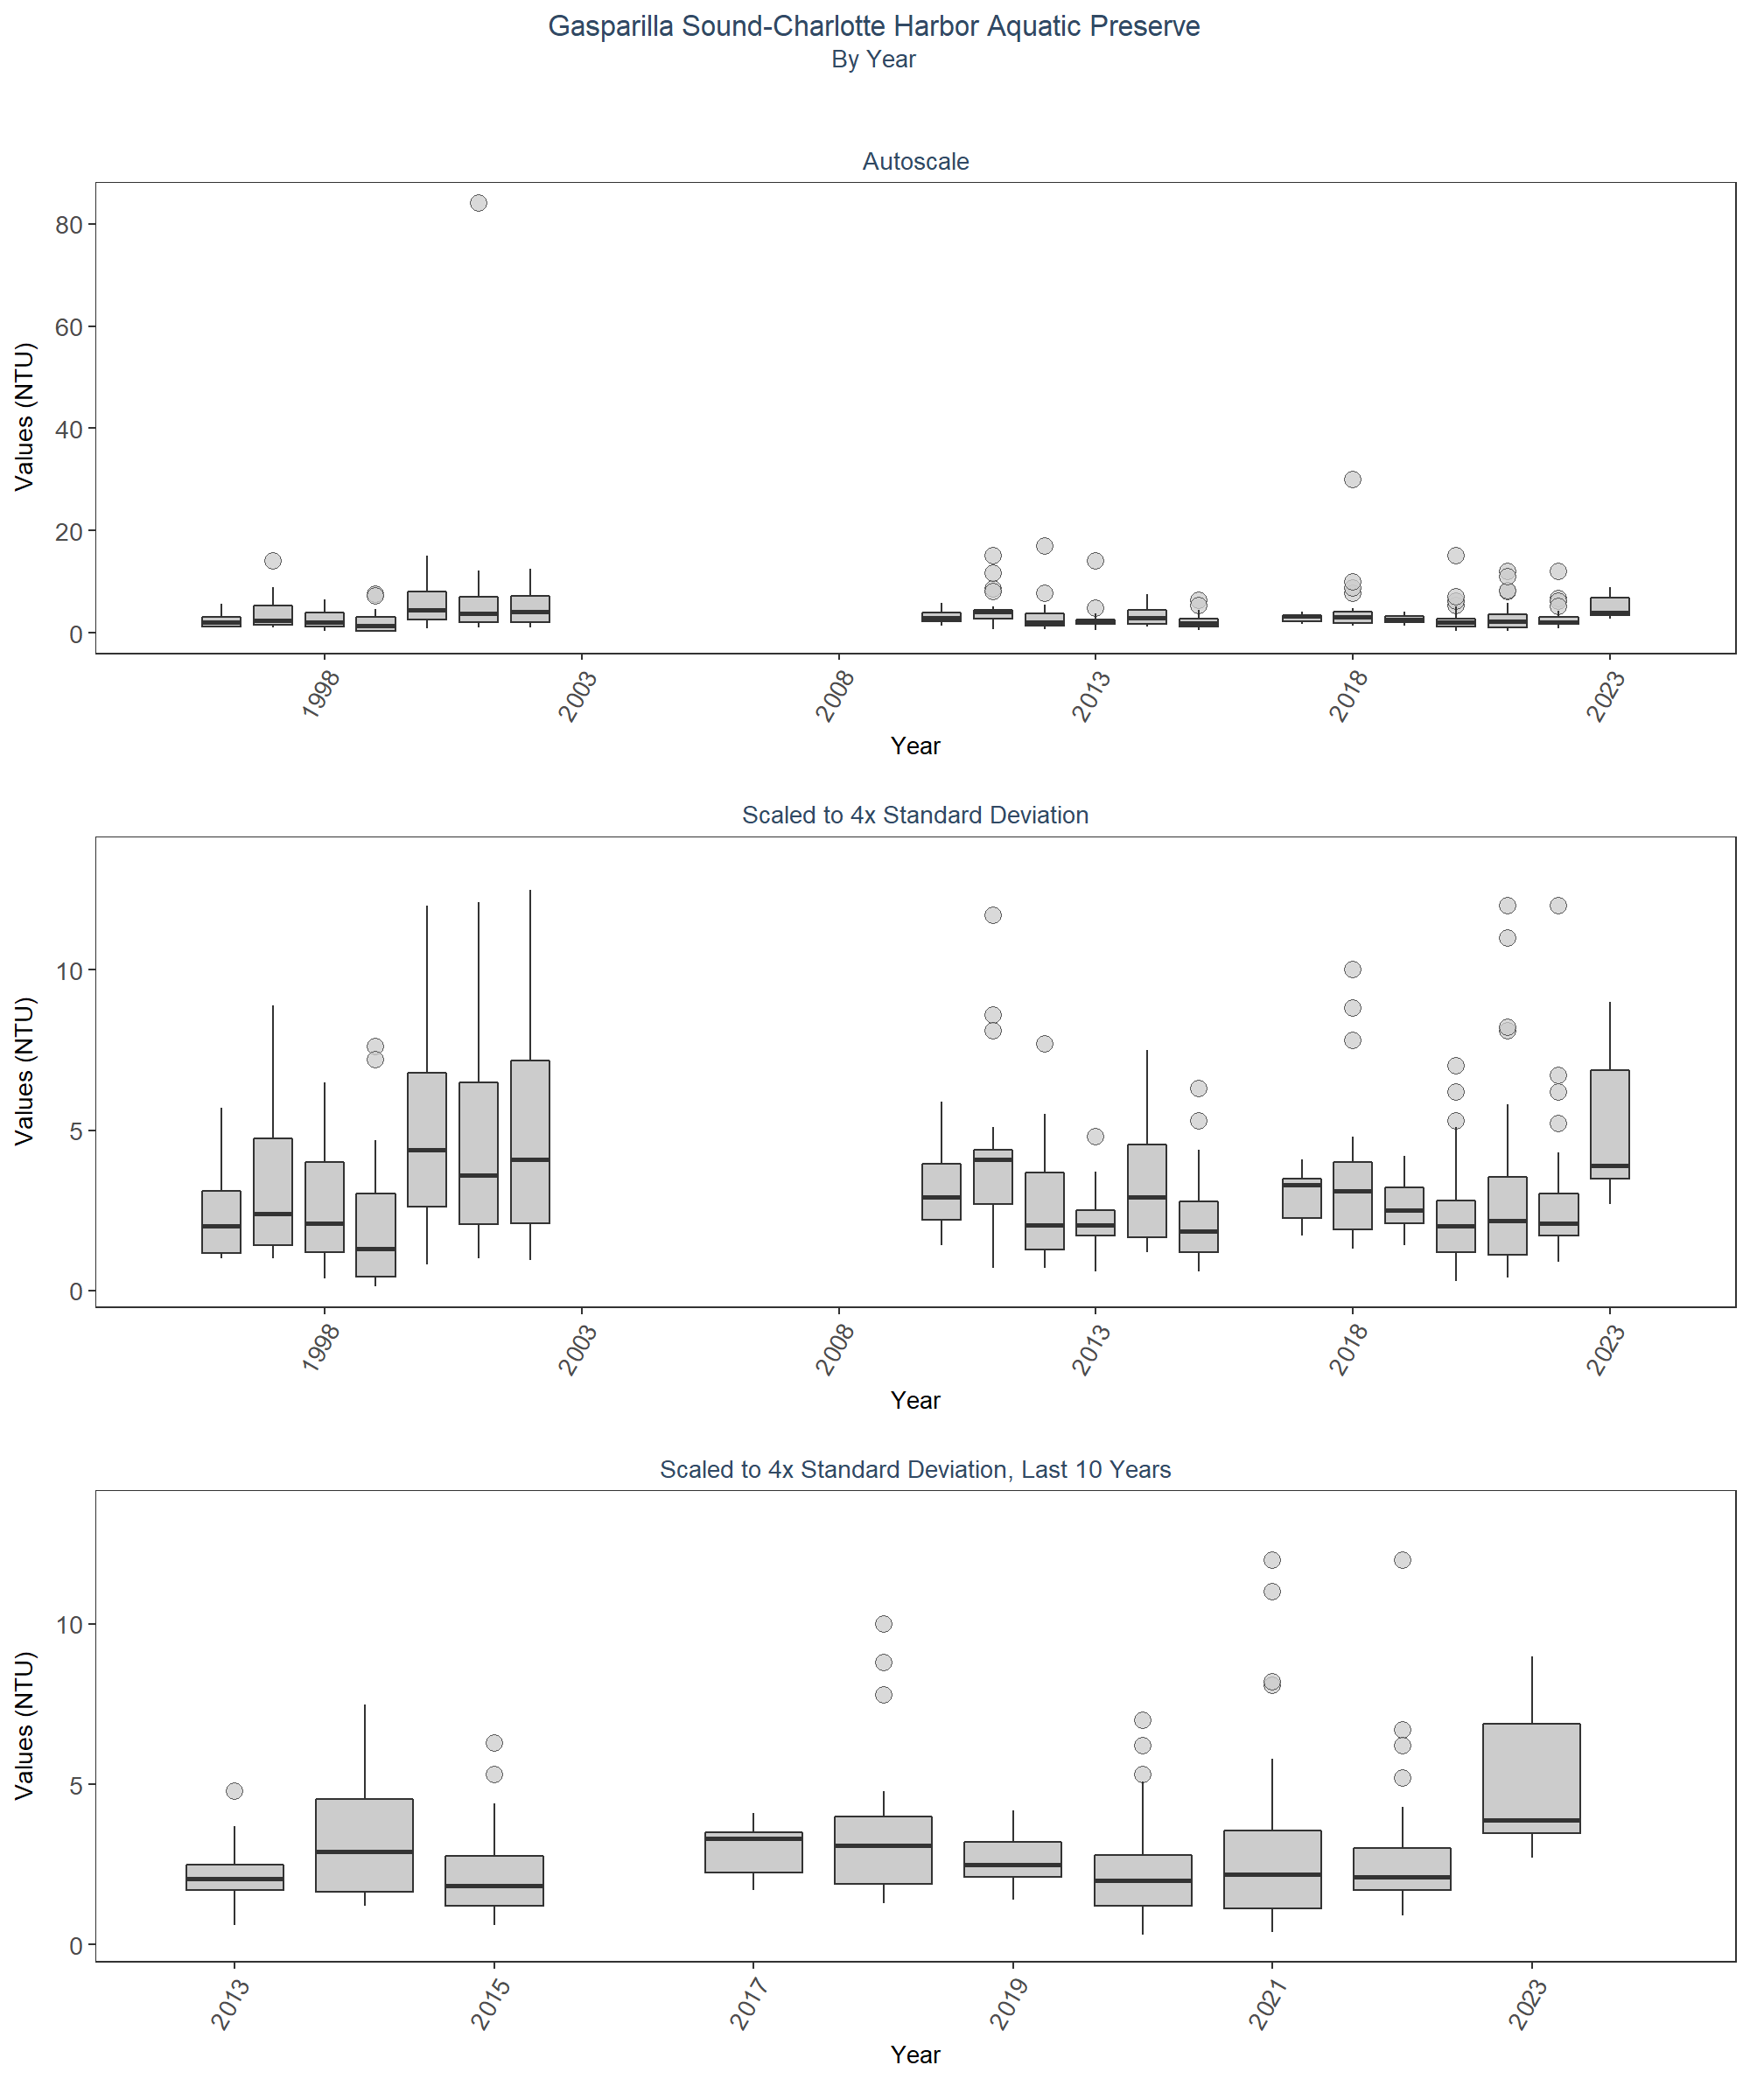 Gasparilla Sound-Charlotte Harbor Aquatic Preserve
By Year
Autoscale
Values (NTU)
80
60
40
20
0
1998 2003 2008 2013 2018 2023
Year
Scaled to 4x Standard Deviation
Values (NTU)
10
5
0
1998 2003 2008 2013 2018 2023
Year
Scaled to 4x Standard Deviation, Last 10 Years
Values (NTU)
10
5
0
2013 2015 2017 2019 2021 2023
Year